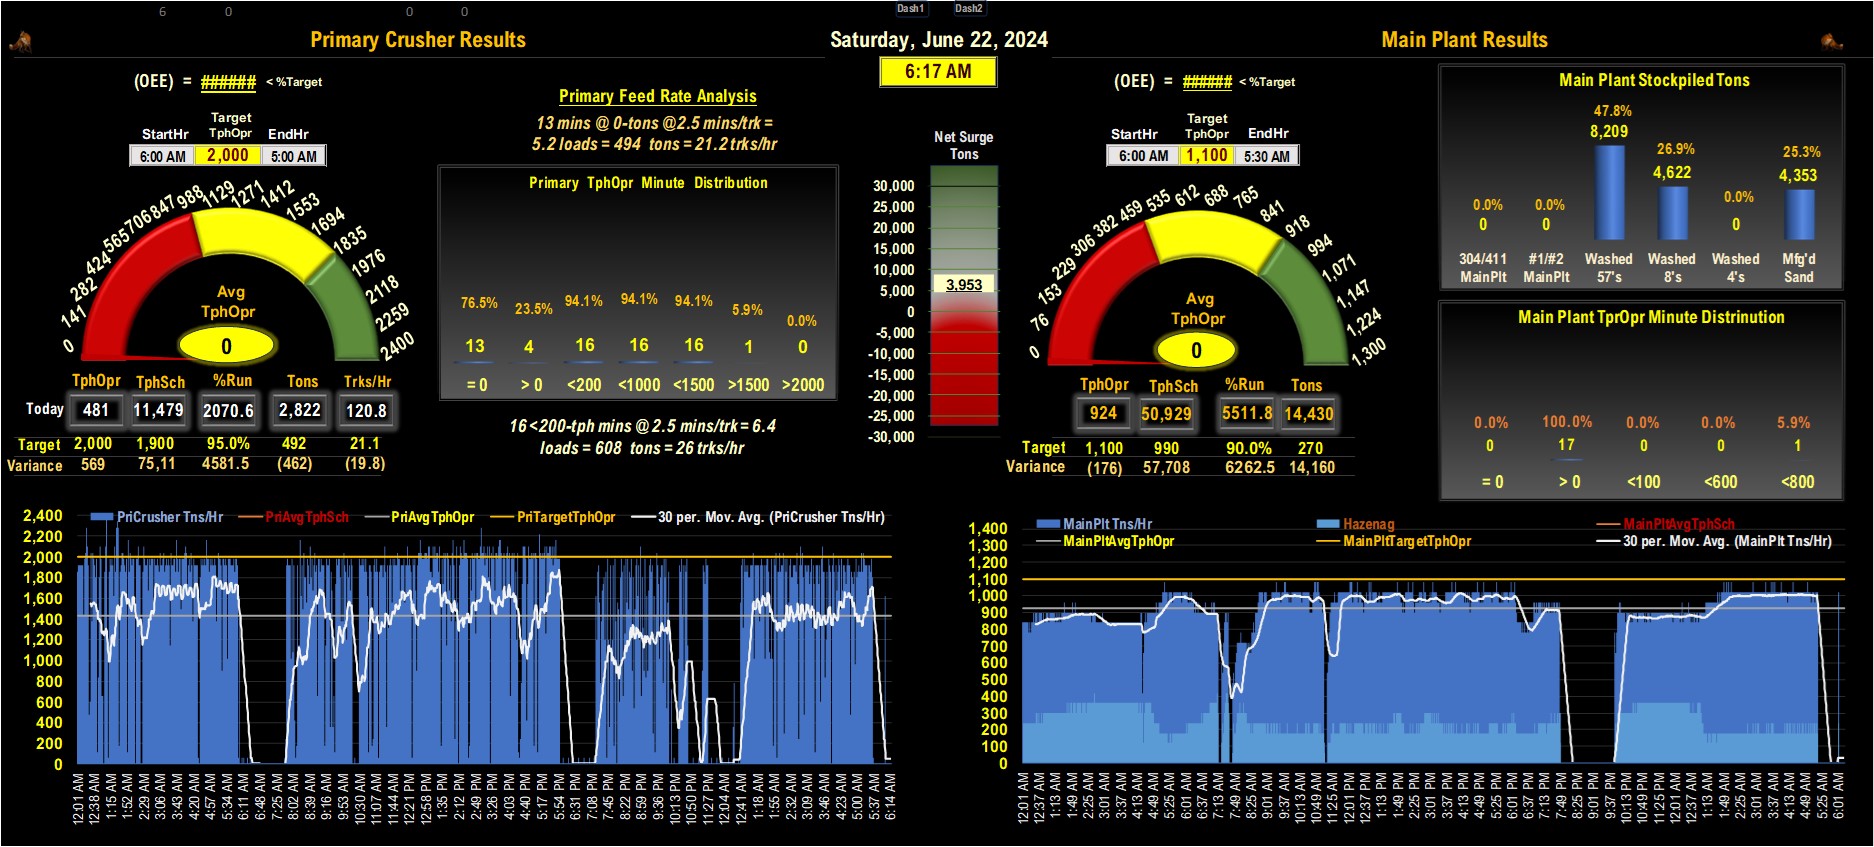 6 0 0 0 Dash1 Dash2
Primary Crusher Results
Saturday, June 22, 2024
Main Plant Results
6:17 AM
(OEE) = ###### < %Target
Target
StartHr TphOpr EndHr
6:00 AM 2,000 5:00 AM
0 141 282 424 565 706 847 988 1129 1271 1412 1553 1694 1835 1976 2118 2259 2400
Avg
TphOpr
0
TphOpr TphSch %Run Tons Trks/Hr
Today 481 11,479 2070.6 2,822 120.8
Target 2,000 1,900 95.0% 492 21.1
Variance 569 75,11 4581.5 (462) (19.8)
Primary Feed Rate Analysis
13 mins @ 0-tons @2.5 mins/trk =
5.2 loads = 494 tons = 21.2 trks/hr
Primary TphOpr Minute Distribution
76.5% 23.5% 94.1% 94.1% 94.1% 5.9% 0.0%
13 4 16 16 16 1 0
= 0 > 0 <200 <1000 <1500 >1500 >2000
16<200-tph mins @ 2.5 mins/trk = 6.4
loads = 608 tons = 26 trks/hr
Net Surge
Tons
30,000
25,000
20,000
15,000
10,000
3,953
5,000
0
-5,000
-10,000
-15,000
-20,000
-25,000
-30,000
(OEE) = ###### < %Target
Target
StartHr TphOpr EndHr
6:00 AM 1,100 5:30 AM
0 76 153 229 306 382 459 535 612 688 765 841 918 994 1,071 1,147 1,224 1,300
Avg
TphOpr
0
TphOpr TphSch %Run Tons
924 50,929 5511.8 14,430
Target 1,100 990 90.0% 270
Variance (176) 57,708 6262.5 14,160
Main Plant Stockpiled Tons
0.0% 0.0% 47.8% 26.9% 0.0% 25.3%
0 0 8,209 4,622 0 4,353
304/411 #1/#2 Washed Washed Washed Mfg'd
MainPlt MainPlt 57's 8's 4's Sand
Main Plant TprOpr Minute Distrinution
0.0% 100.0% 0.0% 0.0% 5.9%
0 17 0 0 1
= 0 > 0 <100 <600 <800
PriCrusher Tns/Hr PriAvgTphSch PriAvgTphOpr PriTargetTphOpr 30 per. Mov. Avg. (PriCrusher Tns/Hr)
2,400
2,200
2,000
1,800
1,600
1,400
1,200
1,000
800
600
400
200
0
12:01 AM 12:38 AM 1:15 AM 1:52 AM 2:29 AM 3:06 AM 3:43 AM 4:20 AM 4:57 AM 5:34 AM 6:11 AM 6:48 AM 7:25 AM 8:02 AM 8:39 AM 9:16 AM 9:53 AM 10:30 AM 11:07 AM 11:44 AM 12:21 PM 12:58 PM 1:35 PM 2:12 PM 2:49 PM 3:26 PM 4:03 PM 4:40 PM 5:17 PM 5:54 PM 6:31 PM 7:08 PM 7:45 PM 8:22 PM 8:59 PM 9:36 PM 10:13 PM 10:50 PM 11:27 PM 12:04 AM 12:41 AM 1:18 AM 1:55 AM 2:32 AM 3:09 AM 3:46 AM 4:23 AM 5:00 AM 5:37 AM 6:14 AM
MainPlt Tns/Hr Hazenag MainPltAvgTphSch
MainPltAvgTphOpr MainPltTargetTphOpr 30 per. Mov. Avg. (MainPlt Tns/Hr)
1,400
1,300
1,200
1,100
1,000
900
800
700
600
500
400
300
200
100
0
12:01 AM 12:37 AM 1:13 AM 1:49 AM 2:25 AM 3:01 AM 3:37 AM 4:13 AM 4:49 AM 5:25 AM 6:01 AM 6:37 AM 7:13 AM 7:49 AM 8:25 AM 9:01 AM 9:37 AM 10:13 AM 10:49 AM 11:25 AM 12:01 PM 12:37 PM 1:13 PM 1:49 PM 2:25 PM 3:01 PM 3:37 PM 4:13 PM 4:49 PM 5:25 PM 6:01 PM 6:37 PM 7:13 PM 7:49 PM 8:25 PM 9:01 PM 9:37 PM 10:13 PM 10:49 PM 11:25 PM 12:01 AM 12:37 AM 1:13 AM 1:49 AM 2:25 AM 3:01 AM 3:37 AM 4:13 AM 4:49 AM 5:25 AM 6:01 AM